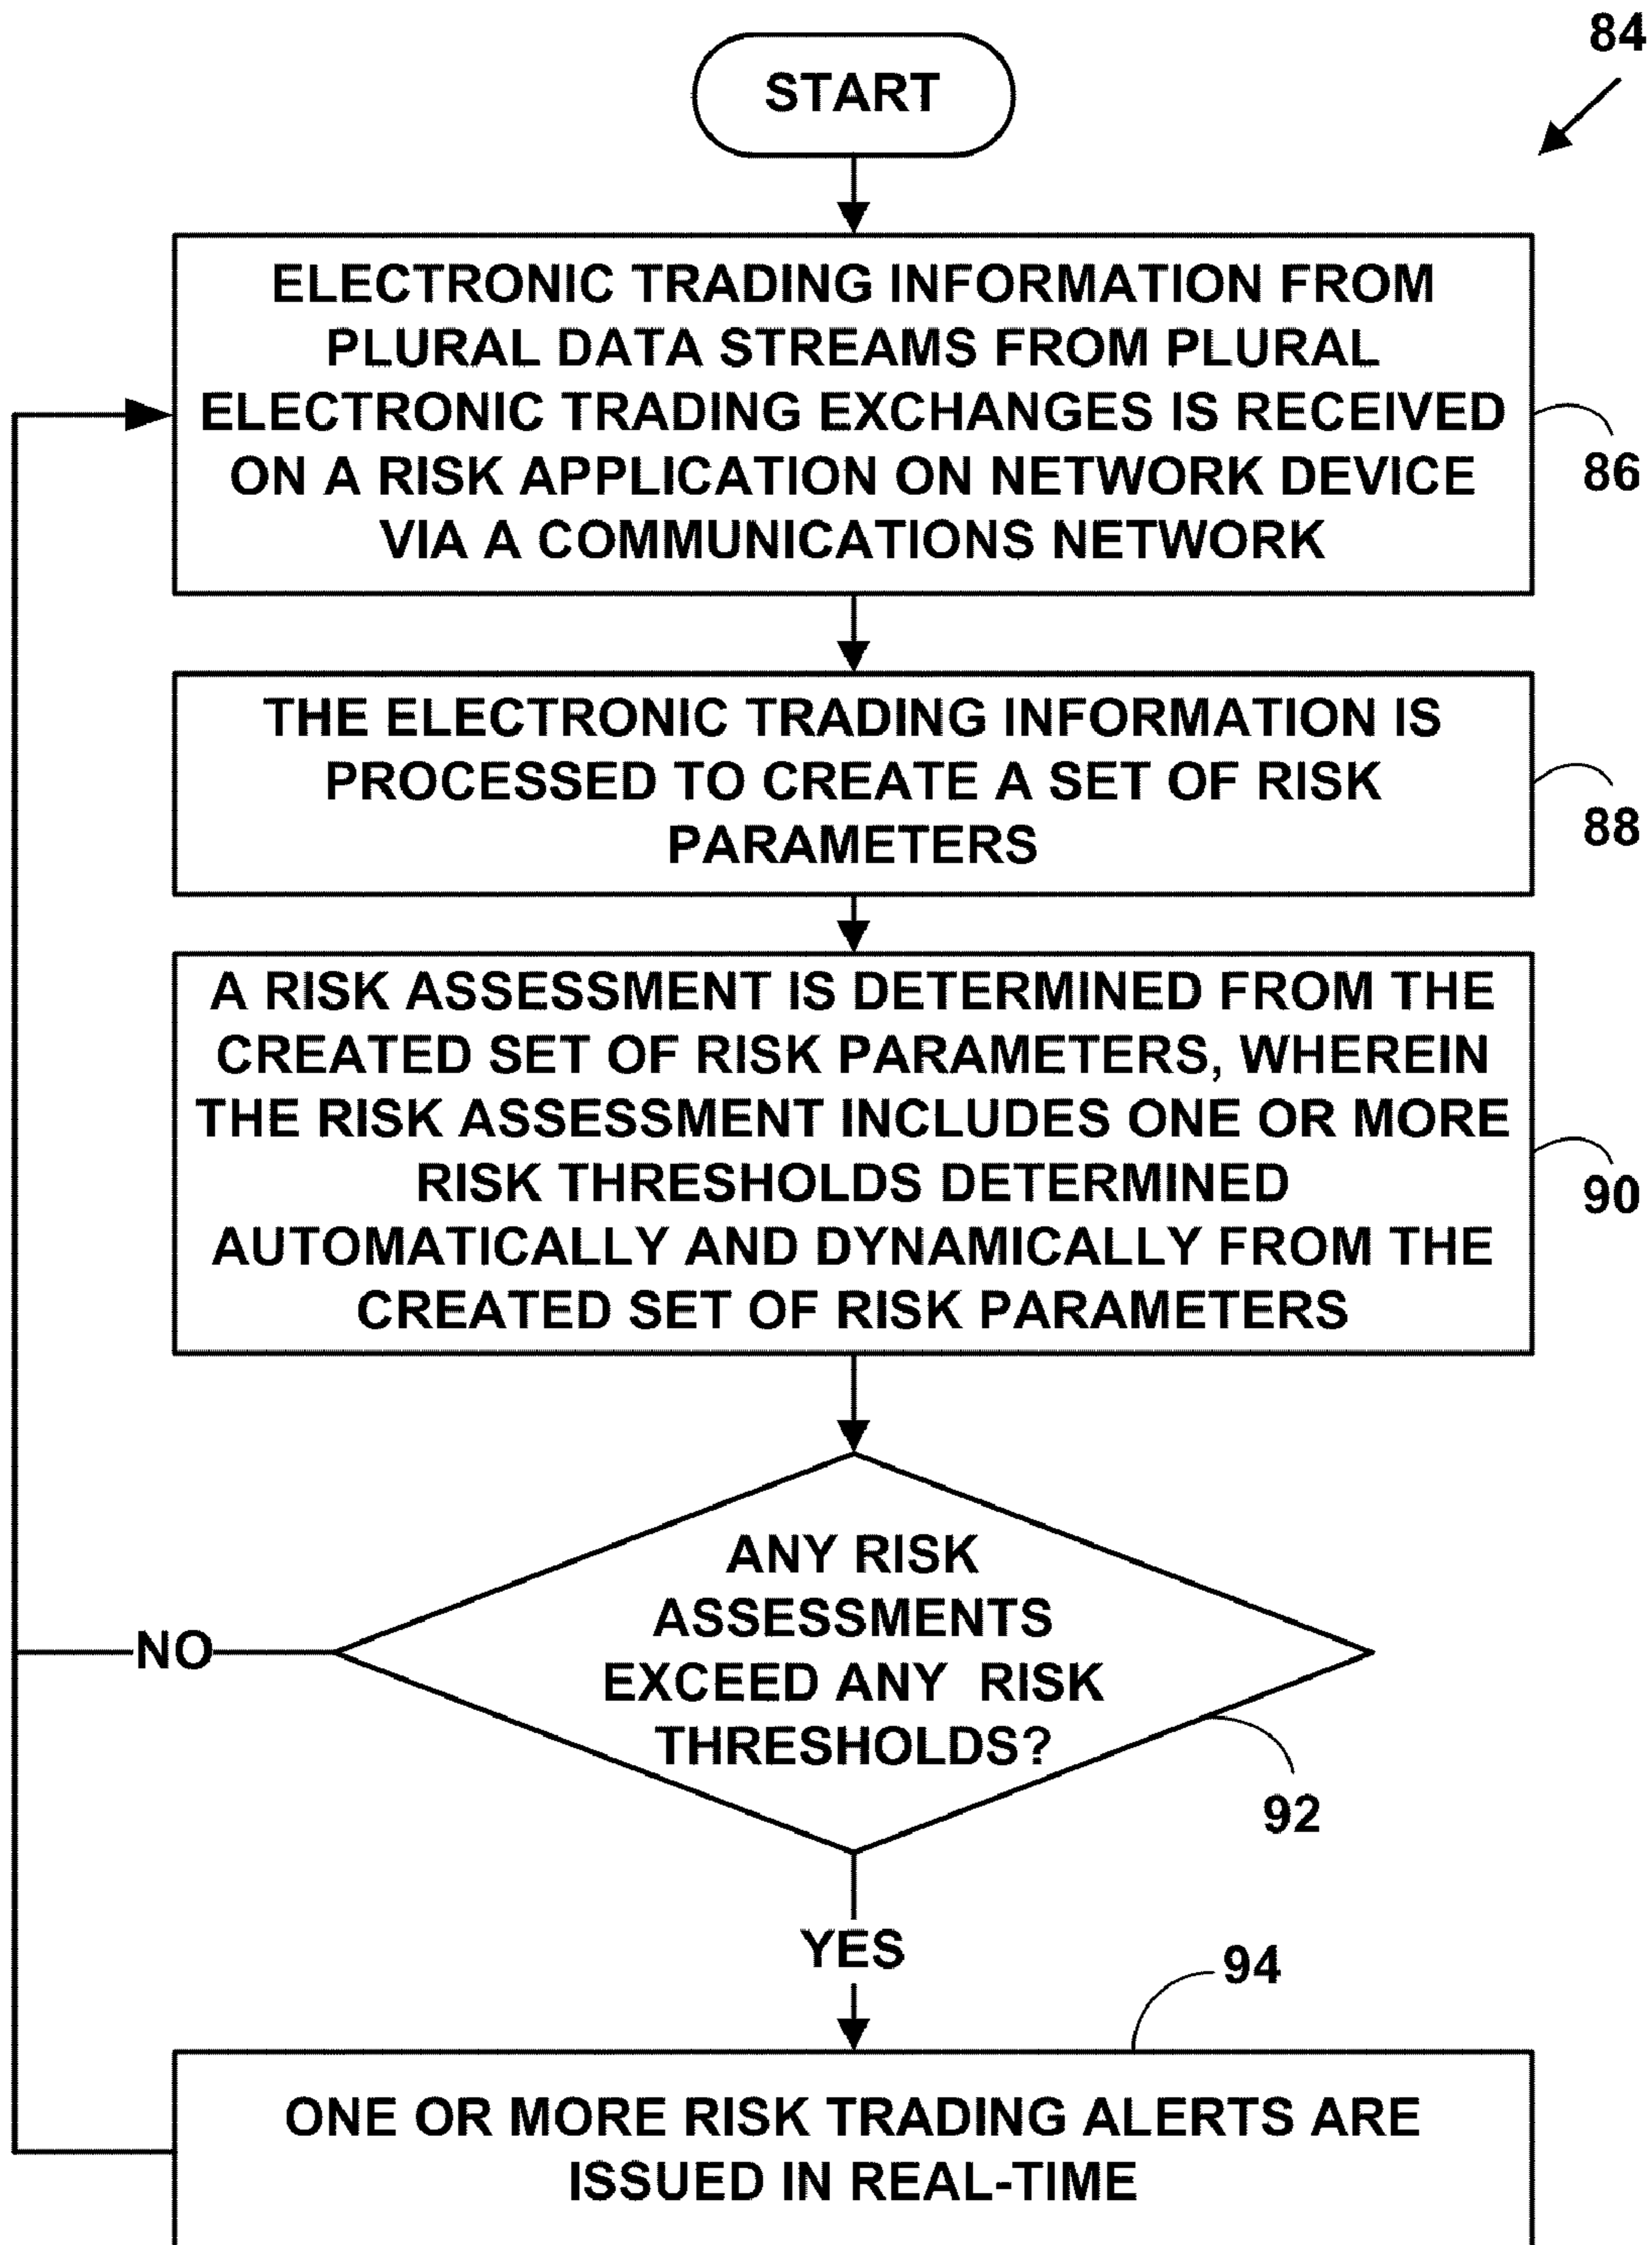 84
START
ELECTRONIC TRADING INFORMATION FROM
PLURAL DATA STREAMS FROM PLURAL
ELECTRONIC TRADING EXCHANGES IS RECEIVED
ON A RISK APPLICATION ON NETWORK DEVICE
VIA A COMMUNICATIONS NETWORK
86
THE ELECTRONIC TRADING INFORMATION IS
PROCESSED TO CREATE A SET OF RISK
PARAMETERS
88
A RISK ASSESSMENT IS DETERMINED FROM THE
CREATED SET OF RISK PARAMETERS, WHEREIN
THE RISK ASSESSMENT INCLUDES ONE OR MORE
RISK THRESHOLDS DETERMINED
AUTOMATICALLY AND DYNAMICALLY FROM THE
CREATED SET OF RISK PARAMETERS
90
ANY RISK
ASSESSMENTS
EXCEED ANY  RISK
THRESHOLDS?
NO
92
YES
94
ONE OR MORE RISK TRADING ALERTS ARE
ISSUED IN REAL-TIME